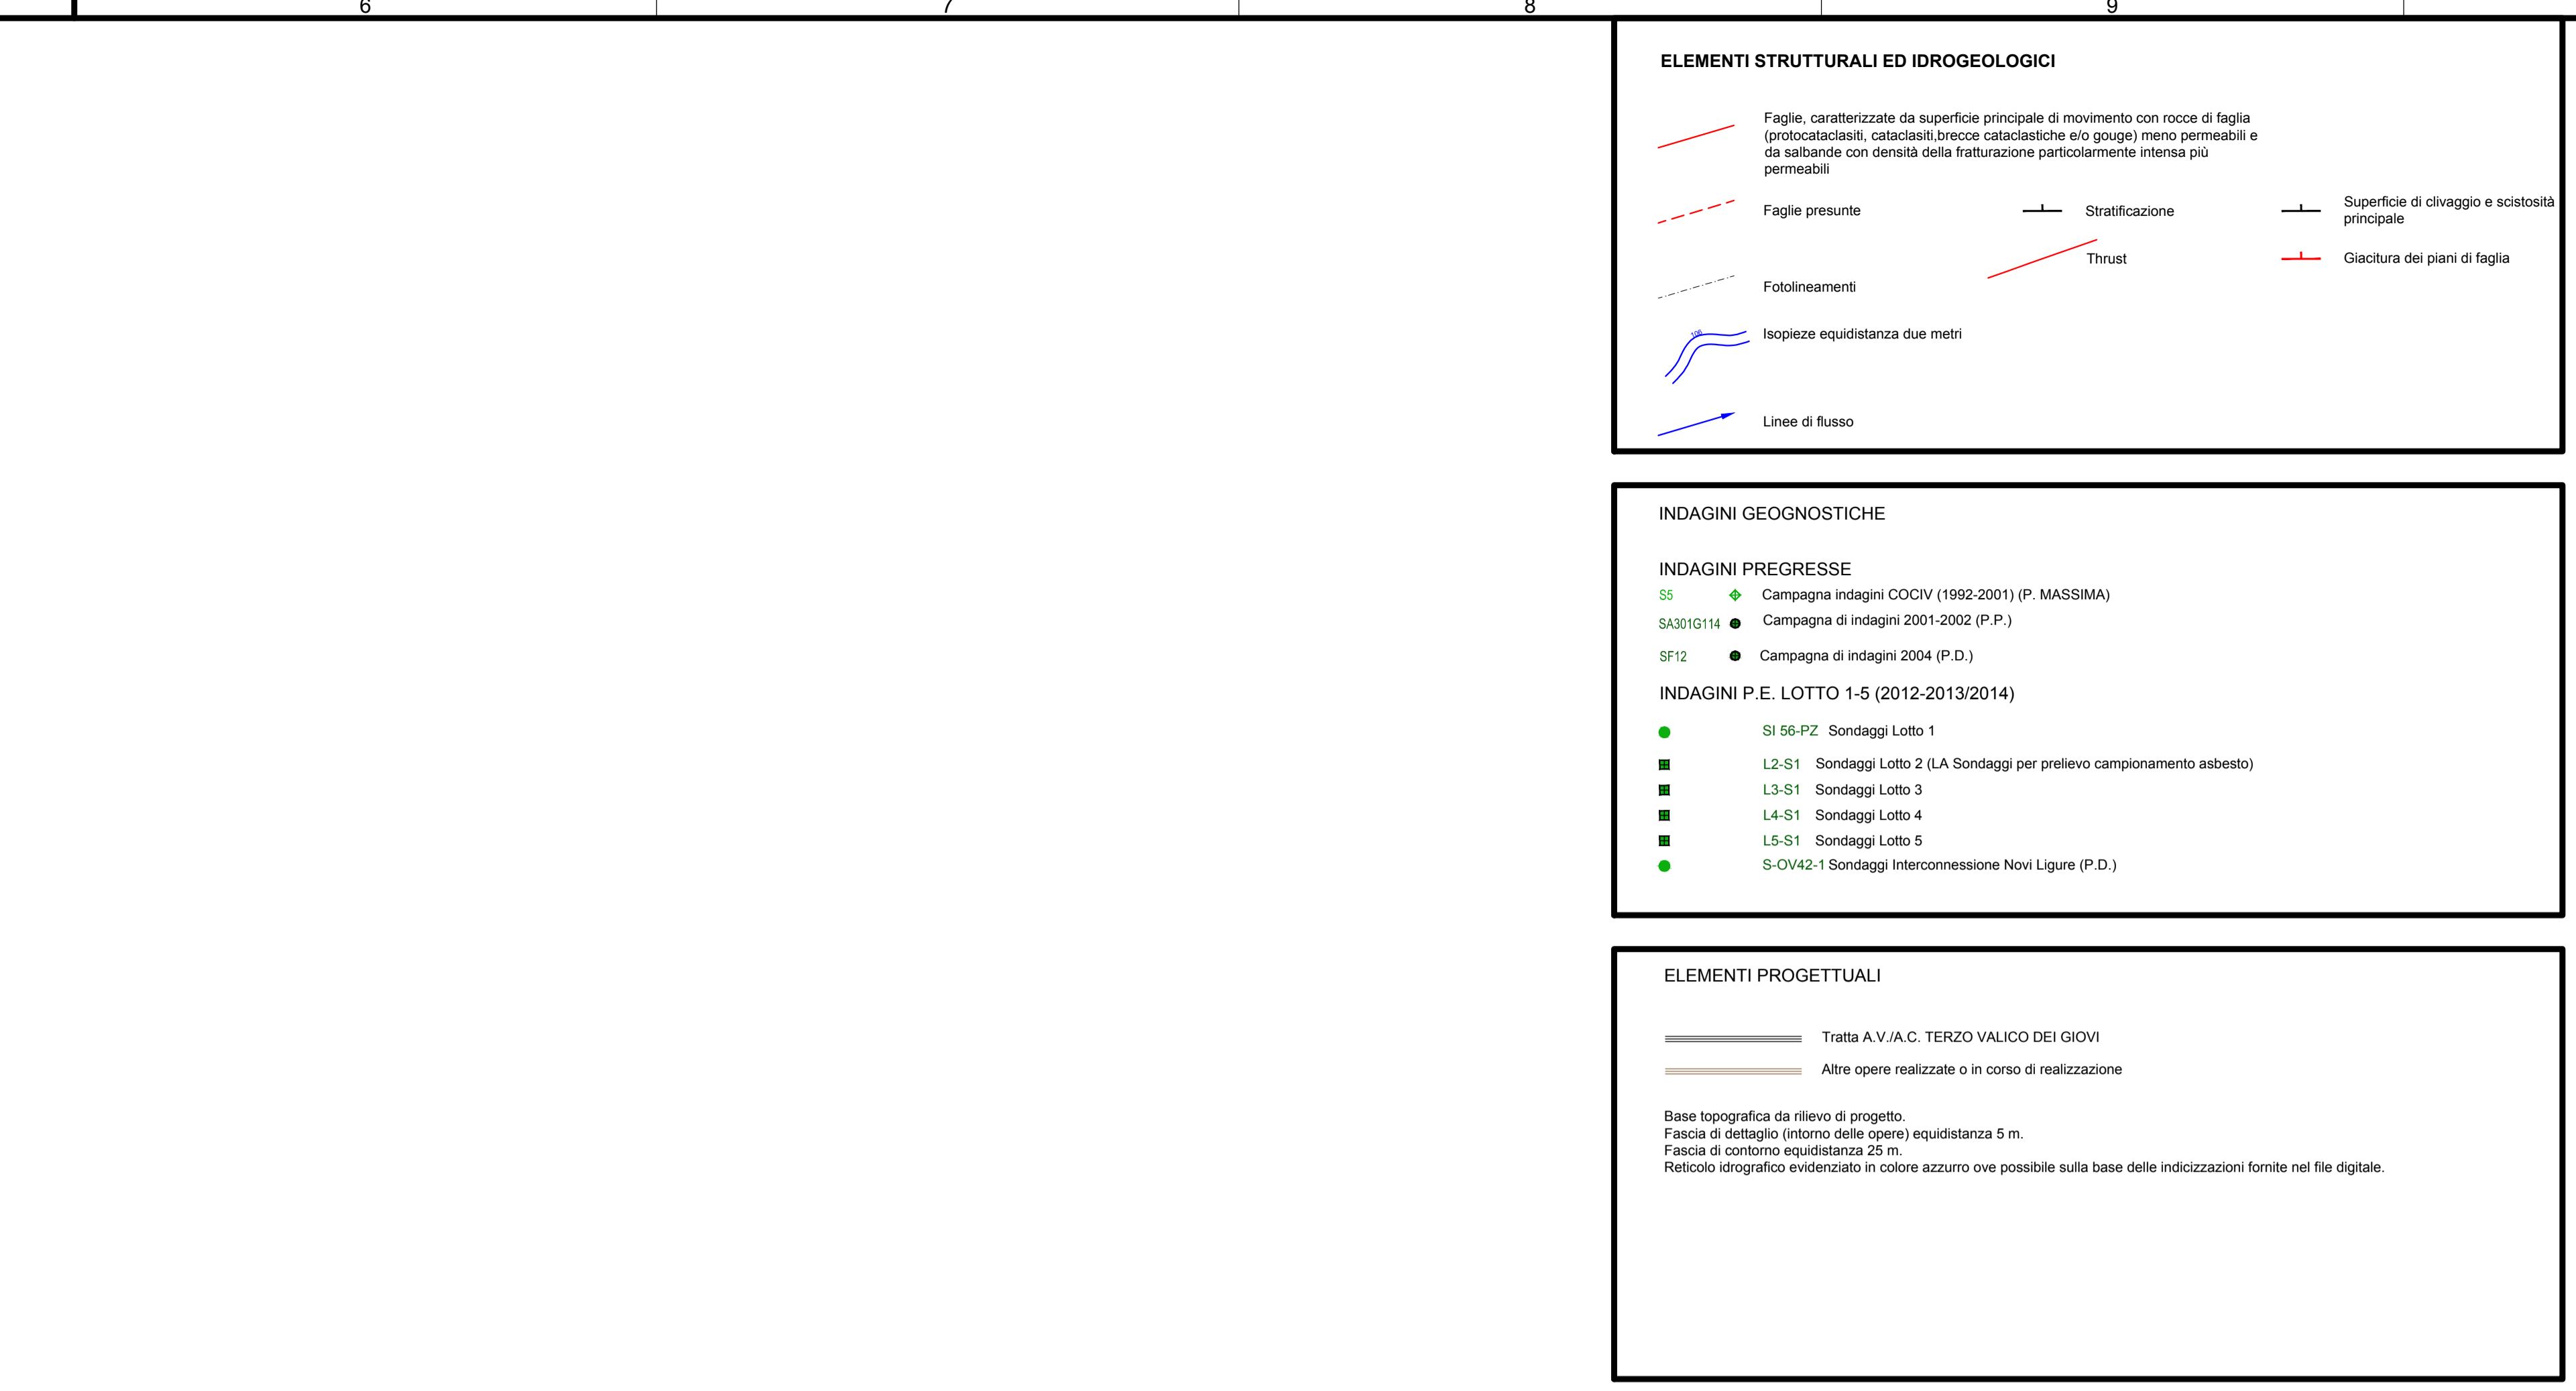 6 7 8 9
ELEMENTI STRUTTURALI ED IDROGEOLOGICI
Faglie, caratterizzate da superficie principale di movimento con rocce di faglia
(protocataclasiti, cataclasiti,brecce cataclastiche e/o gouge) meno permeabili e
da salbande con densità della fratturazione particolarmente intensa più
permeabili
Faglie presunte
Stratificazione
Superficie di clivaggio e scistosità
principale
Thrust
Giacitura dei piani di faglia
Fotolineamenti
106
Isopieze equidistanza due metri
Linee di flusso
INDAGINI GEOGNOSTICHE
INDAGINI PREGRESSE
S5 Campagna indagini COCIV (1992-2001) (P. MASSIMA)
SA301G114 Campagna di indagini 2001-2002 (P.P.)
SF12 Campagna di indagini 2004 (P.D.)
INDAGINI P.E. LOTTO 1-5 (2012-2013/2014)
SI 56-PZ Sondaggi Lotto 1
L2-S1 Sondaggi Lotto 2 (LA Sondaggi per prelievo campionamento asbesto)
L3-S1 Sondaggi Lotto 3
L4-S1 Sondaggi Lotto 4
L5-S1 Sondaggi Lotto 5
S-OV42-1 Sondaggi Interconnessione Novi Ligure (P.D.)
ELEMENTI PROGETTUALI
Tratta A.V./A.C. TERZO VALICO DEI GIOVI
Altre opere realizzate o in corso di realizzazione
Base topografica da rilievo di progetto.
Fascia di dettaglio (intorno delle opere) equidistanza 5 m.
Fascia di contorno equidistanza 25 m.
Reticolo idrografico evidenziato in colore azzurro ove possibile sulla base delle indicizzazioni fornite nel file digitale.